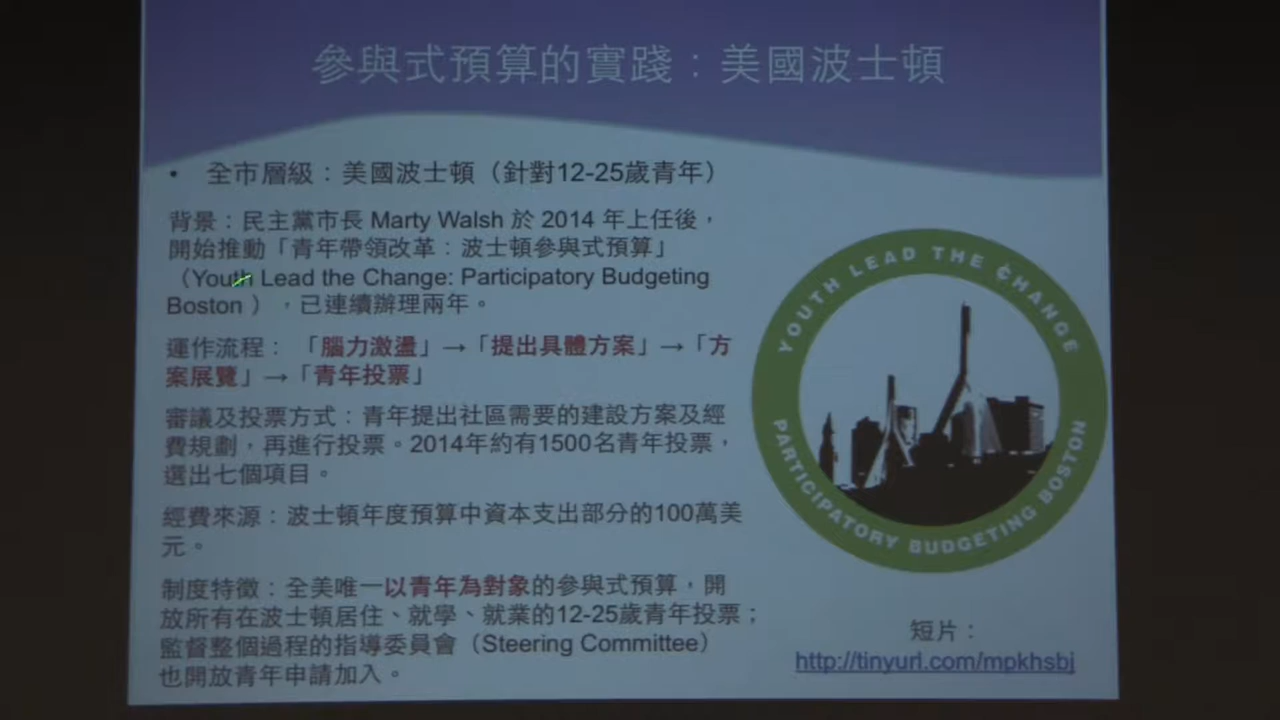 參與式預算的實踐：美國波士頓
• 全市層級：美國波士頓（針對12-25歲青年）
背景：民主黨市長 Marty Walsh 於 2014 年上任後，
開始推動「青年帶領改革：波士頓參與式預算」
（Youth Lead the Change: Participatory Budgeting
Boston ），已連續辦理兩年。
運作流程： 「腦力激盪」→「提出具體方案」→「方
案展覽」→「青年投票」
審議及投票方式：青年提出社區需要的建設方案及經
費規劃，再進行投票。2014年約有1500名青年投票，
選出七個項目。
經費來源：波士頓年度預算中資本支出部分的100萬美
元。
制度特徵：全美唯一以青年為對象的參與式預算，開
放所有在波士頓居住、就學、就業的12-25歲青年投票；
監督整個過程的指導委員會（Steering Committee）
也開放青年申請加入。
YOUTH LEAD THE CHANGE
PARTICIPATORY BUDGETING BOSTON
短片：
http://tinyurl.com/mpkhsbj